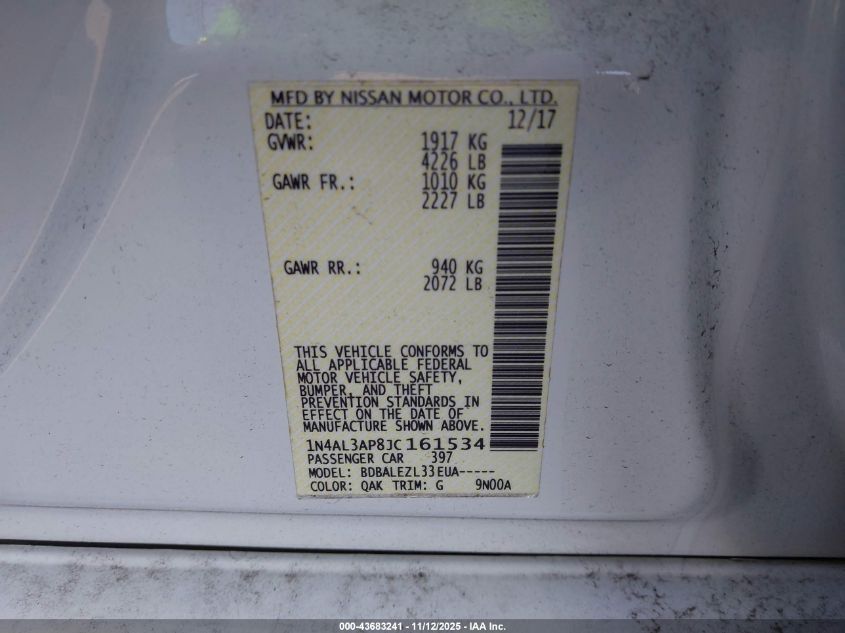 MFD BY NISSAN MOTOR CO., LTD.
DATE: 12/17
GVWR: 1917 KG
4226 LB
GAWR FR.: 1010 KG
2227 LB
GAWR RR.: 940 KG
2072 LB
THIS VEHICLE CONFORMS TO
ALL APPLICABLE FEDERAL
MOTOR VEHICLE SAFETY,
BUMPER, AND THEFT
PREVENTION STANDARDS IN
EFFECT ON THE DATE OF
MANUFACTURE SHOWN ABOVE.
1N4AL3AP8JC161534
PASSENGER CAR 397
MODEL: BDBALEZL33EUA-----
COLOR: QAK TRIM: G 9N00A
000-43683241 - 11/12/2025 - IAA Inc.